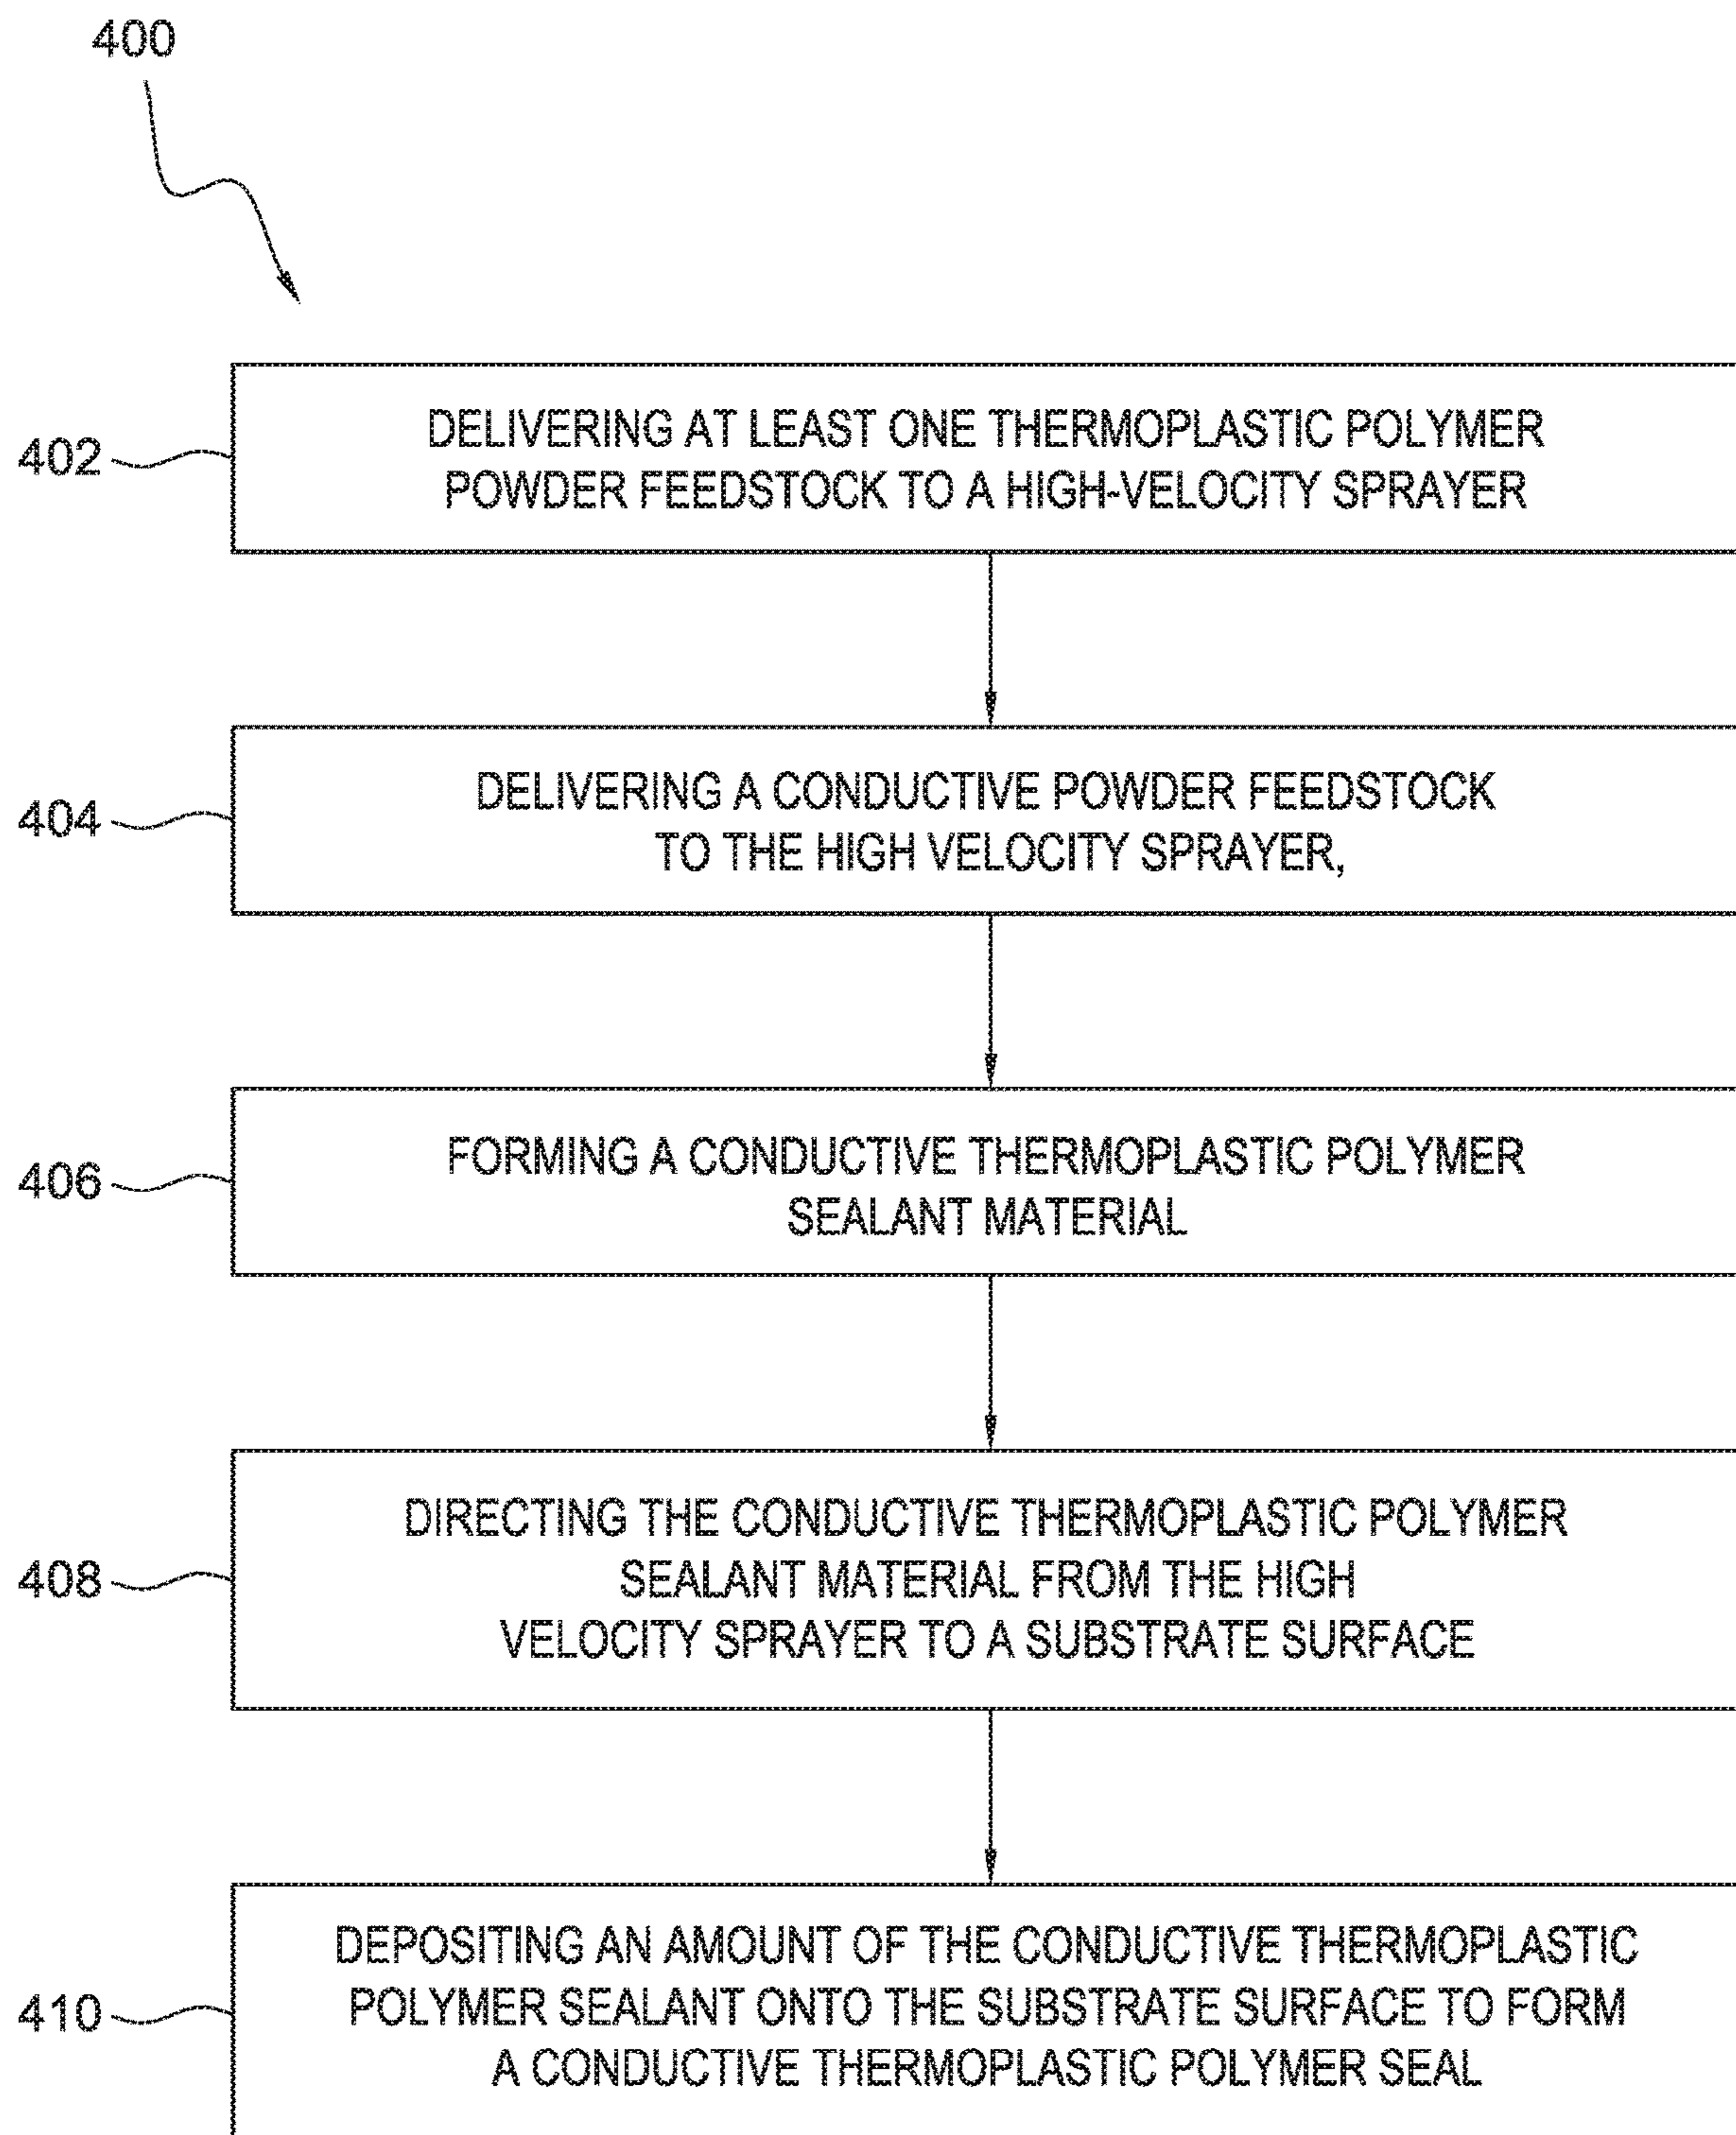 400
402
DELIVERING AT LEAST ONE THERMOPLASTIC POLYMER
POWDER FEEDSTOCK TO A HIGH-VELOCITY SPRAYER
404
DELIVERING A CONDUCTIVE POWDER FEEDSTOCK
TO THE HIGH VELOCITY SPRAYER,
406
FORMING A CONDUCTIVE THERMOPLASTIC POLYMER
SEALANT MATERIAL
408
DIRECTING THE CONDUCTIVE THERMOPLASTIC POLYMER
SEALANT MATERIAL FROM THE HIGH
VELOCITY SPRAYER TO A SUBSTRATE SURFACE
410
DEPOSITING AN AMOUNT OF THE CONDUCTIVE THERMOPLASTIC
POLYMER SEALANT ONTO THE SUBSTRATE SURFACE TO FORM
A CONDUCTIVE THERMOPLASTIC POLYMER SEAL